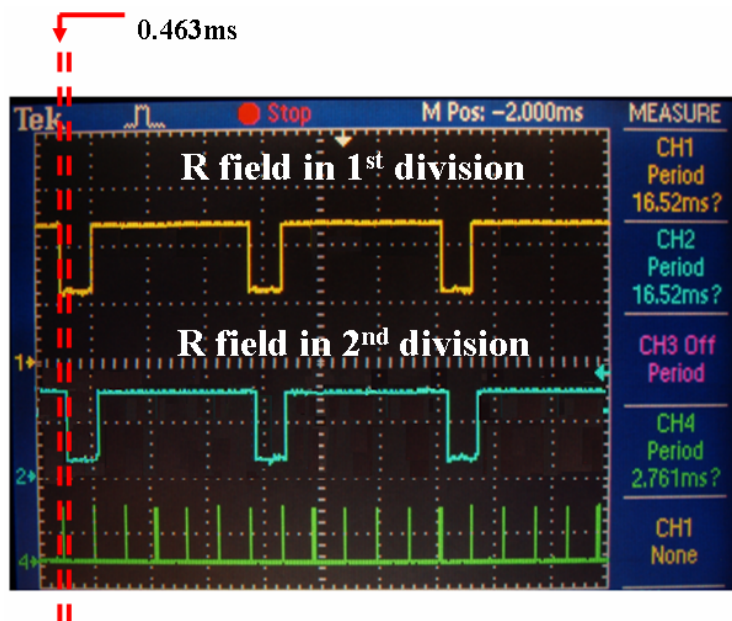 0.463ms
Tek
Stop
M Pos: -2.000ms
MEASURE
R field in 1st division
CH1
Period
16.52ms?
CH2
Period
16.52ms?
R field in 2nd division
CH3 Off
Period
1
CH4
Period
2.761ms?
2
CH1
None
4